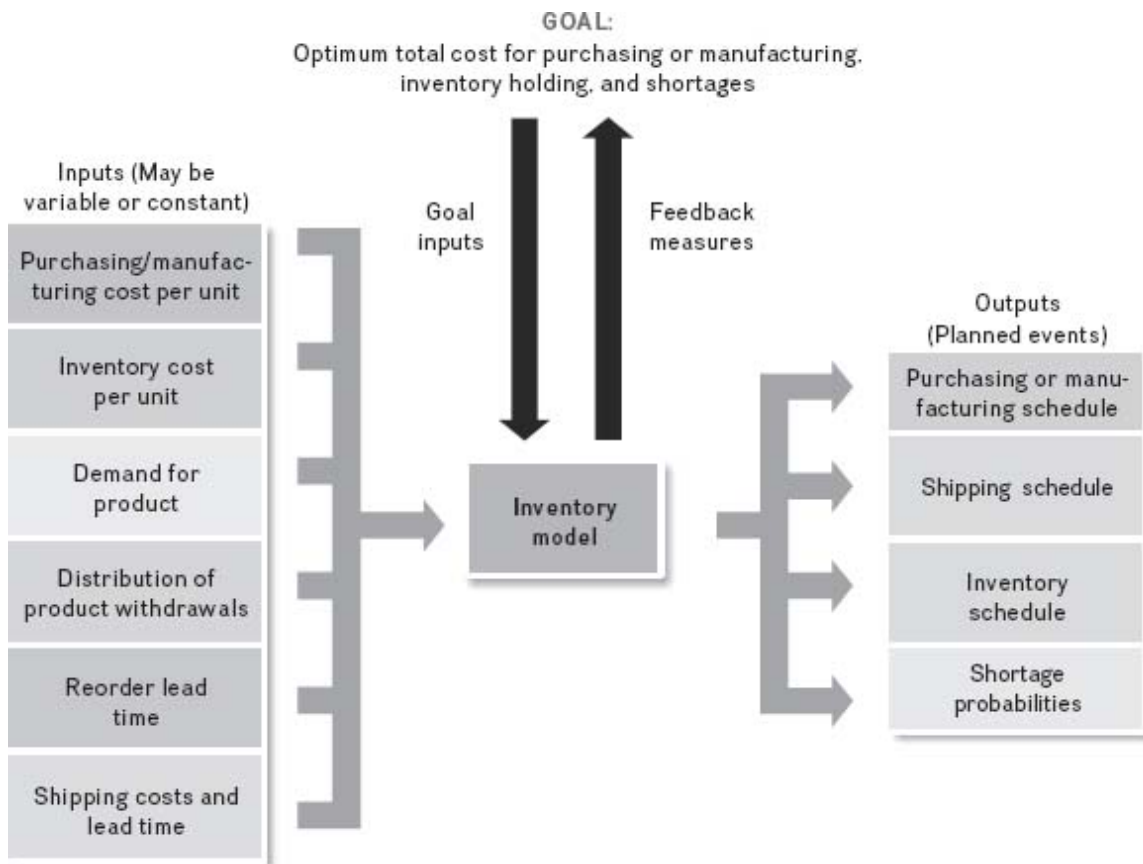 GOAL:
Optimum total cost for purchasing or manufacturing,
inventory holding, and shortages
Inputs (May be
variable or constant)
Purchasing/manufac-
turing cost per unit
Inventory cost
per unit
Demand for
product
Distribution of
product withdrawals
Reorder lead
time
Shipping costs and
lead time
Goal
inputs
Feedback
measures
Inventory
model
Outputs
(Planned events)
Purchasing or manu-
facturing schedule
Shipping schedule
Inventory
schedule
Shortage
probabilities